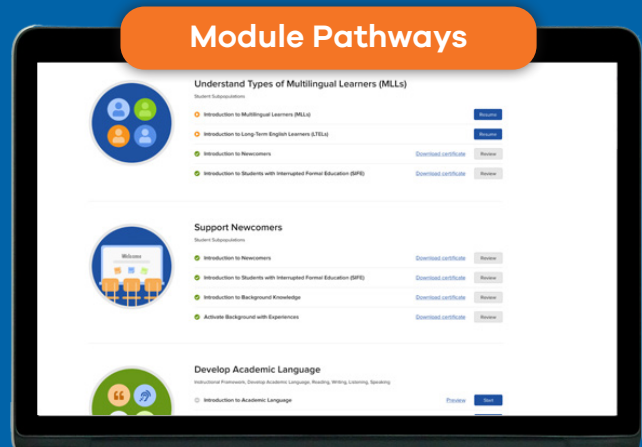 Module Pathways
Understand Types of Multilingual Learners (MLLs)
Student Subpopulations
Introduction to Multilingual Learners (MLLs) Resume
Introduction to Long-Term English Learners (LTELs) Resume
Introduction to Newcomers Download certificate Review
Introduction to Students with Interrupted Formal Education (SIFE) Download certificate Review
Support Newcomers
Student Subpopulations
Welcome
Introduction to Newcomers Download certificate Review
Introduction to Students with Interrupted Formal Education (SIFE) Download certificate Review
Introduction to Background Knowledge Download certificate Review
Activate Background with Experiences Download certificate Review
Develop Academic Language
Instructional Framework, Develop Academic Language, Reading, Writing, Listening, Speaking
Introduction to Academic Language Preview Start